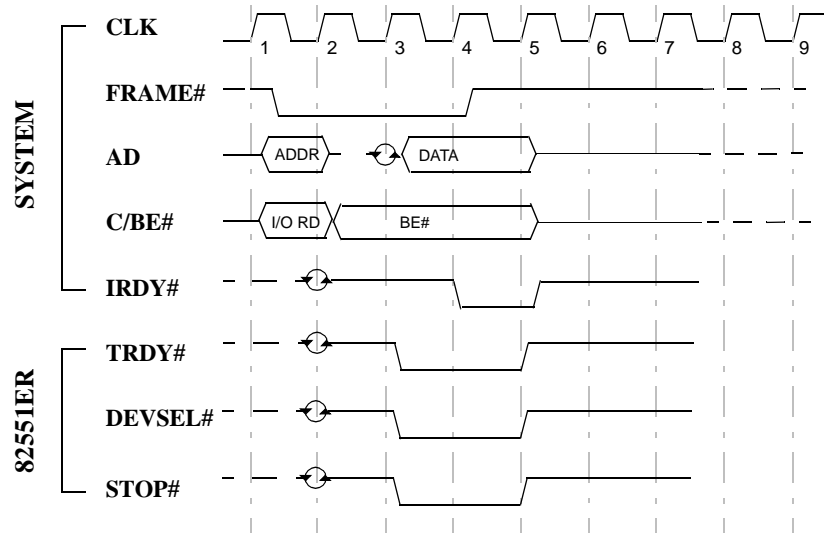 SYSTEM
CLK
1 2 3 4 5 6 7 8 9
FRAME#
AD
ADDR
DATA
C/BE#
I/O RD
BE#
IRDY#
82551ER
TRDY#
DEVSEL#
STOP#